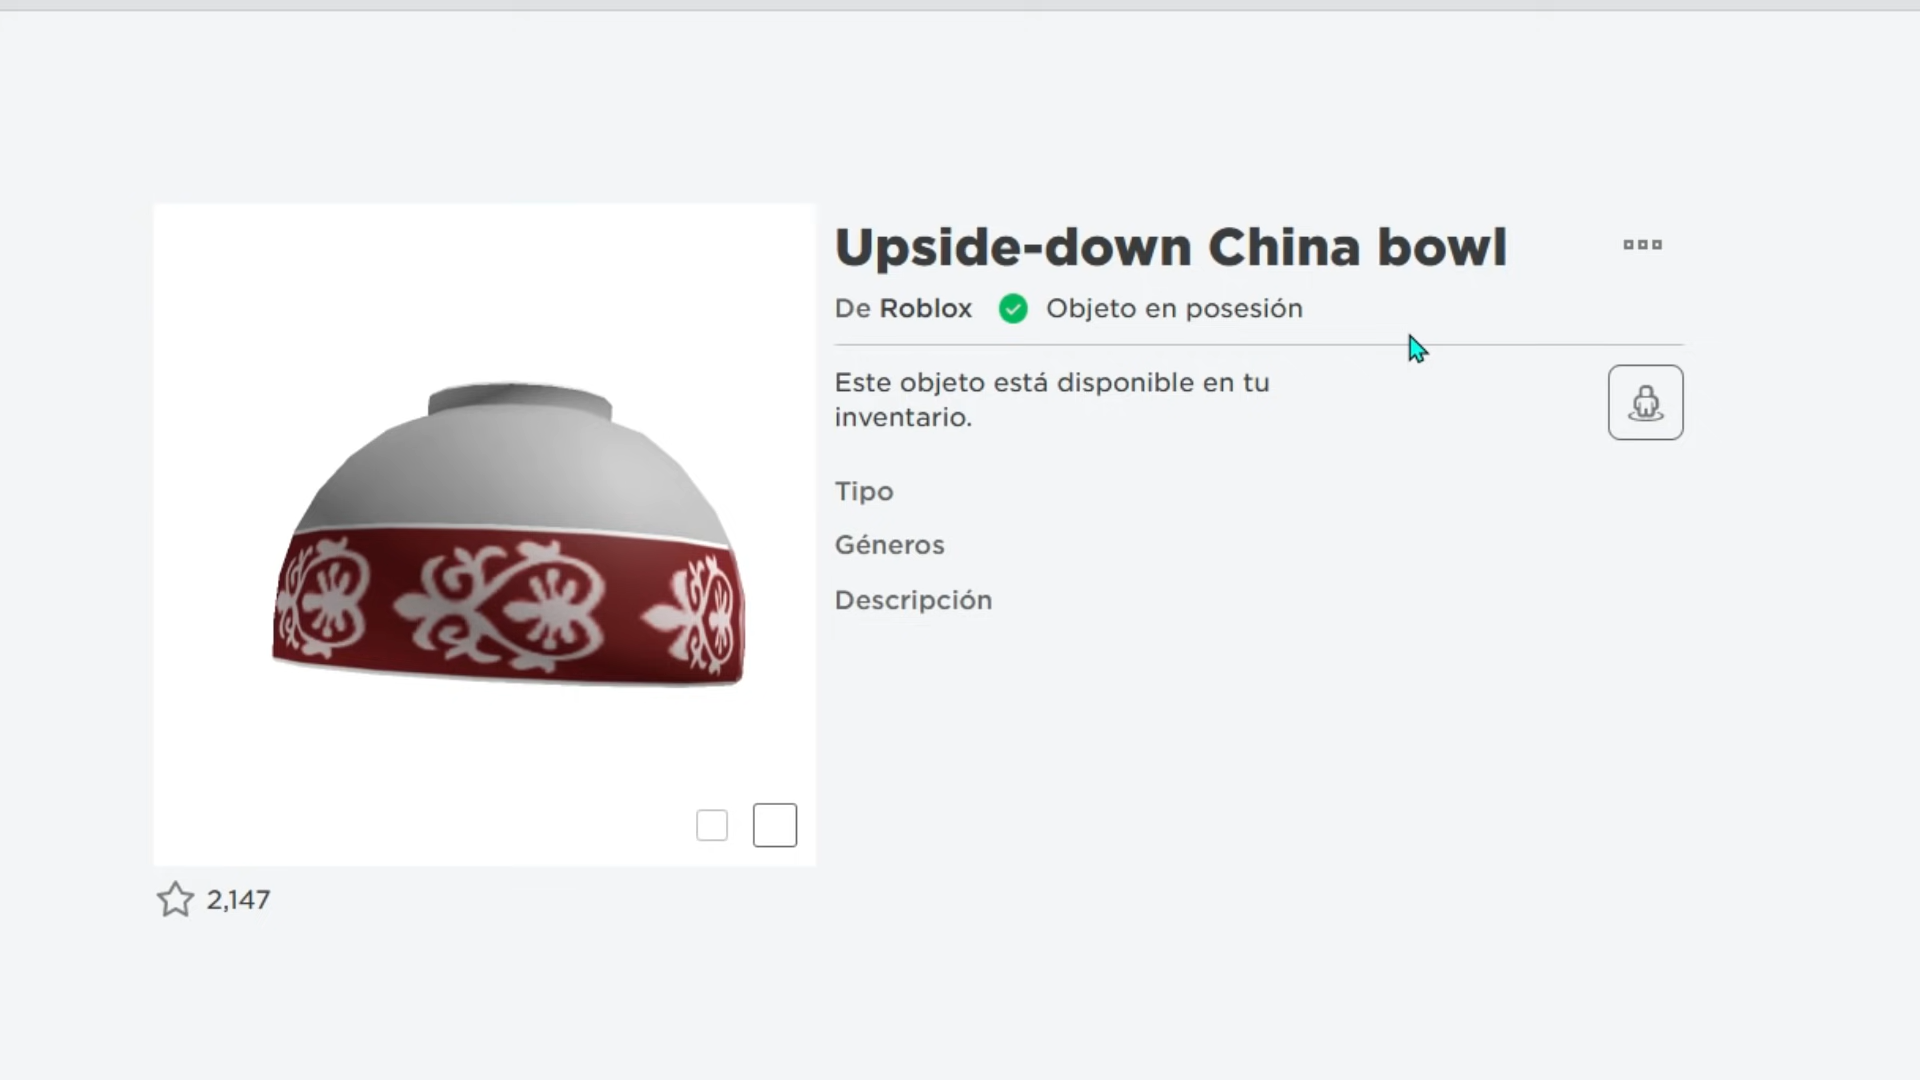 Upside-down China bowl
De Roblox Objeto en posesión
Este objeto está disponible en tu
inventario.
Tipo
Géneros
Descripción
2,147